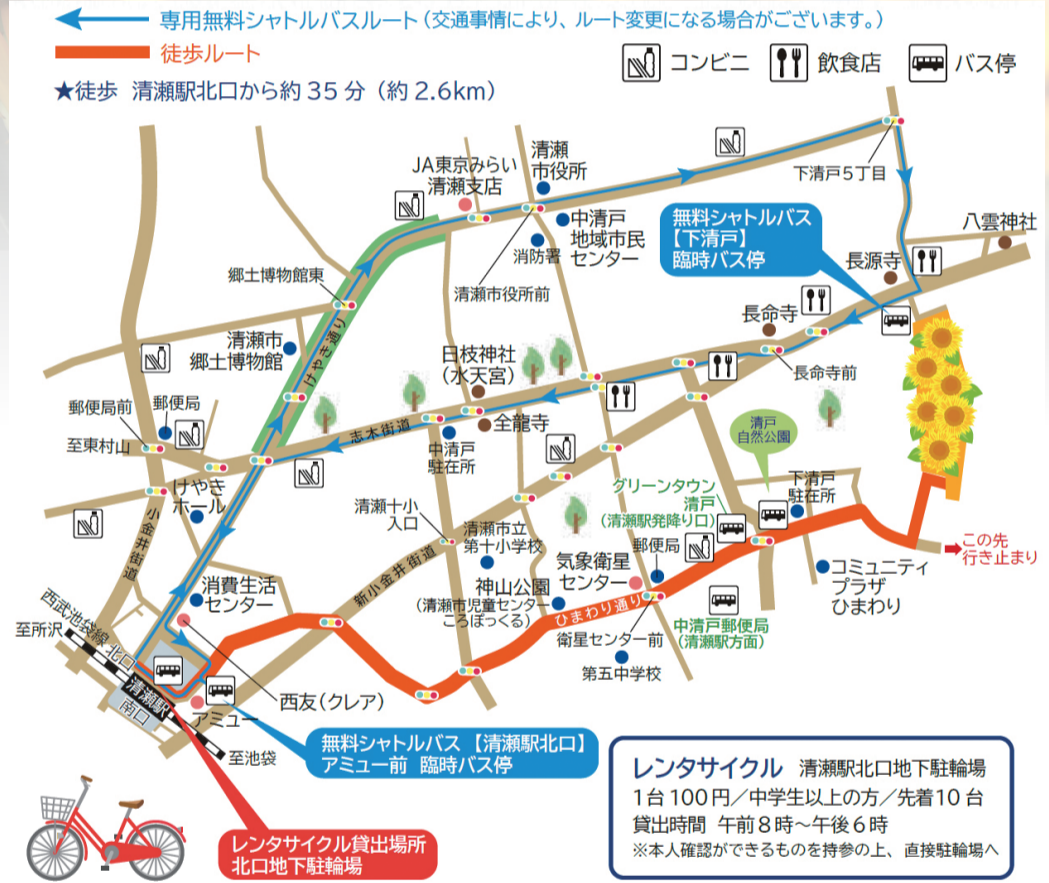 専用無料シャトルバスルート（交通事情により、ルート変更になる場合がございます。）
徒歩ルート
★徒歩 清瀬駅北口から約35分（約2.6km）
コンビニ
飲食店
バス停
下清戸5丁目
清瀬
市役所
JA東京みらい
清瀬支店
中清戸
地域市民
センター
消防署
清瀬市役所前
無料シャトルバス
【下清戸】
臨時バス停
八雲神社
長源寺
郷土博物館東
長命寺
長命寺前
清瀬市
郷土博物館
けやき通り
日枝神社
（水天宮）
全龍寺
郵便局前
郵便局
至東村山
志木街道
中清戸
駐在所
清戸
自然公園
けやき
ホール
小金井街道
清瀬十小
入口
清瀬市立
第十小学校
グリーンタウン
清戸
（清瀬駅発降り口）
下清戸
駐在所
郵便局
気象衛星
センター
この先
行き止まり
コミュニティ
プラザ
ひまわり
新小金井街道
神山公園
（清瀬市児童センター
ころぽっくる）
ひまわり通り
中清戸郵便局
（清瀬駅方面）
衛星センター前
第五中学校
消費生活
センター
西武池袋線
至所沢
北口
清瀬駅
南口
アミュー
西友（クレア）
至池袋
無料シャトルバス【清瀬駅北口】
アミュー前 臨時バス停
レンタサイクル貸出場所
北口地下駐輪場
レンタサイクル 清瀬駅北口地下駐輪場
1台100円／中学生以上の方／先着10台
貸出時間 午前8時～午後6時
※本人確認ができるものを持参の上、直接駐輪場へ